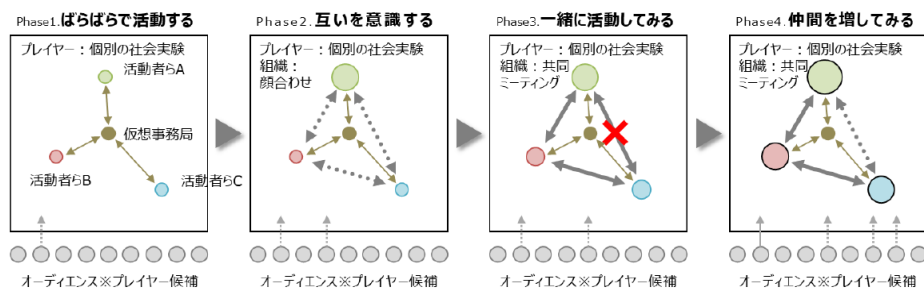 Phase1.ばらばらで活動する
プレイヤー：個別の社会実験
活動者らA
仮想事務局
活動者らB
活動者らC
オーディエンス※プレイヤー候補
Phase2.互いを意識する
プレイヤー：個別の社会実験
組織：
顔合わせ
オーディエンス※プレイヤー候補
Phase3.一緒に活動してみる
プレイヤー：個別の社会実験
組織：共同
ミーティング
オーディエンス※プレイヤー候補
Phase4.仲間を増してみる
プレイヤー：個別の社会実験
組織：共同
ミーティング
オーディエンス※プレイヤー候補